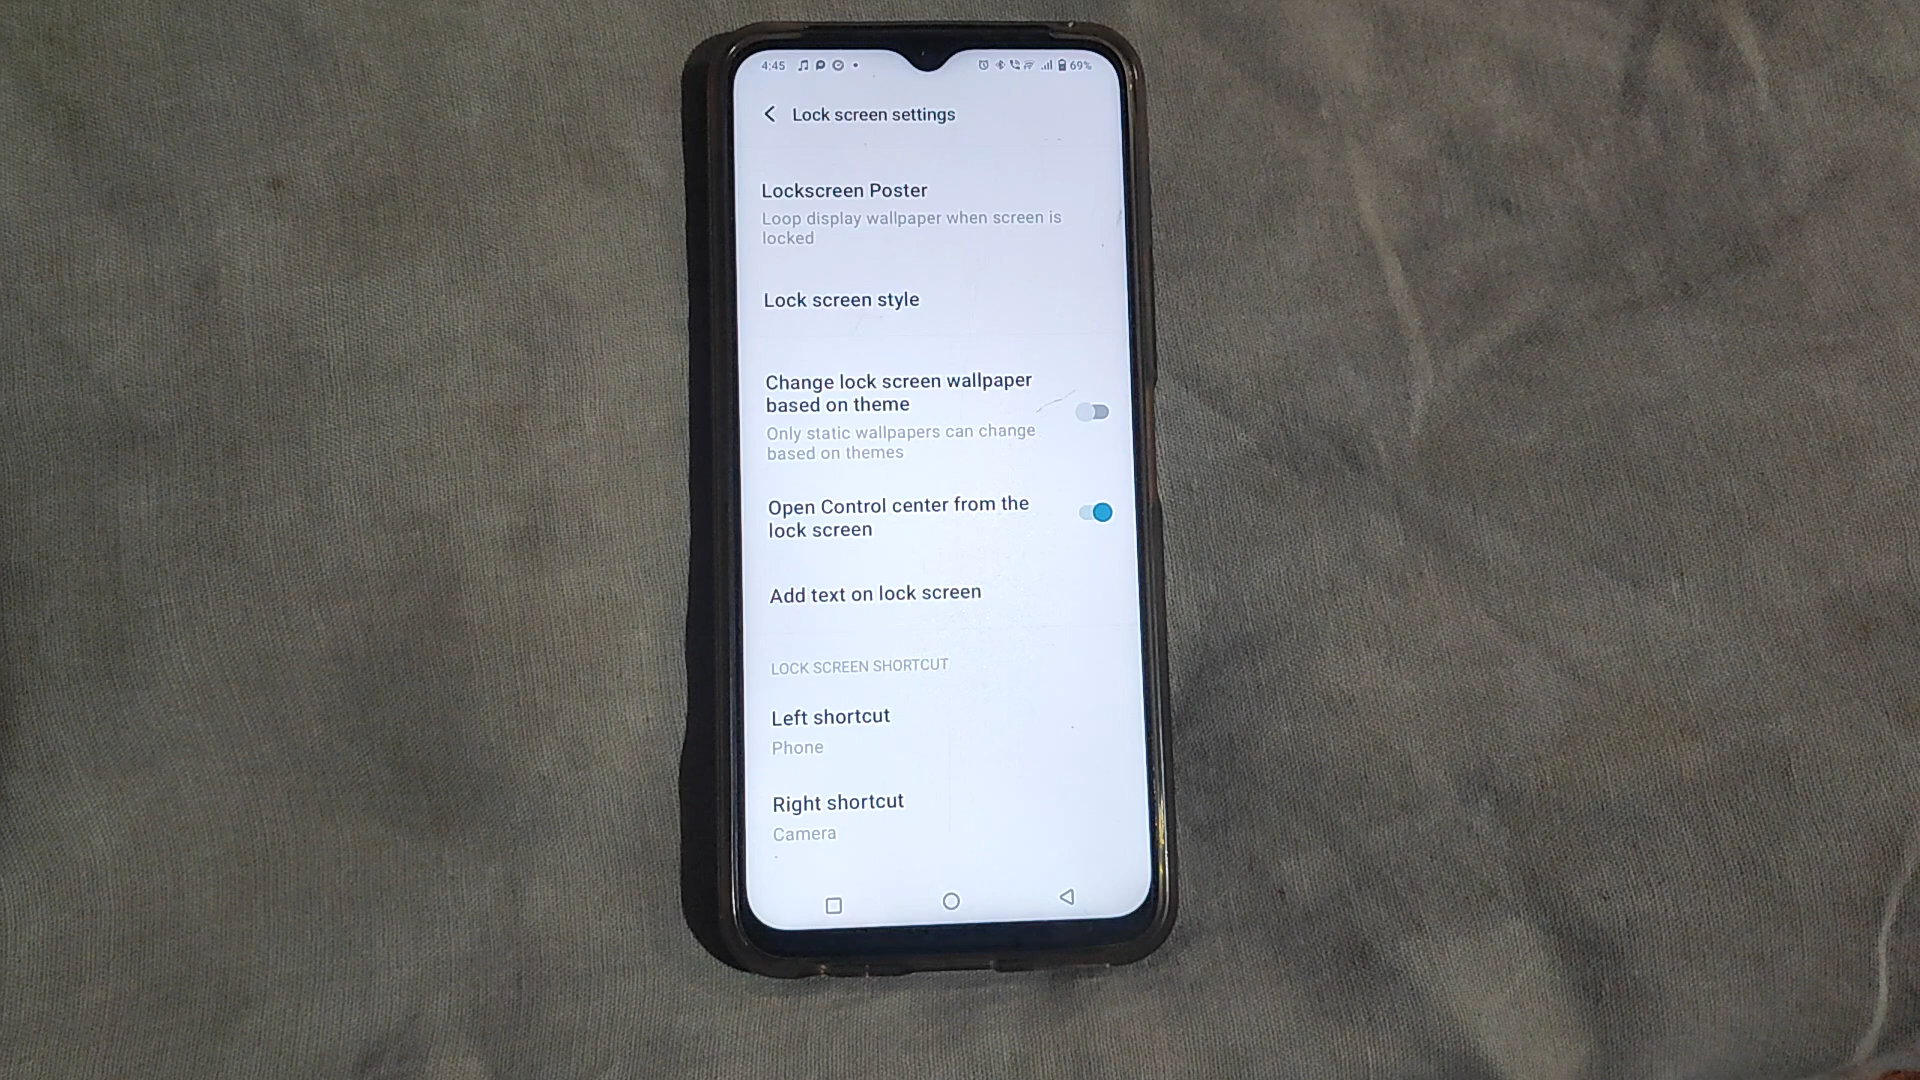 4:45
69%
Lock screen settings
Lockscreen Poster
Loop display wallpaper when screen is
locked
Lock screen style
Change lock screen wallpaper
based on theme
Only static wallpapers can change
based on themes
Open Control center from the
lock screen
Add text on lock screen
LOCK SCREEN SHORTCUT
Left shortcut
Phone
Right shortcut
Camera